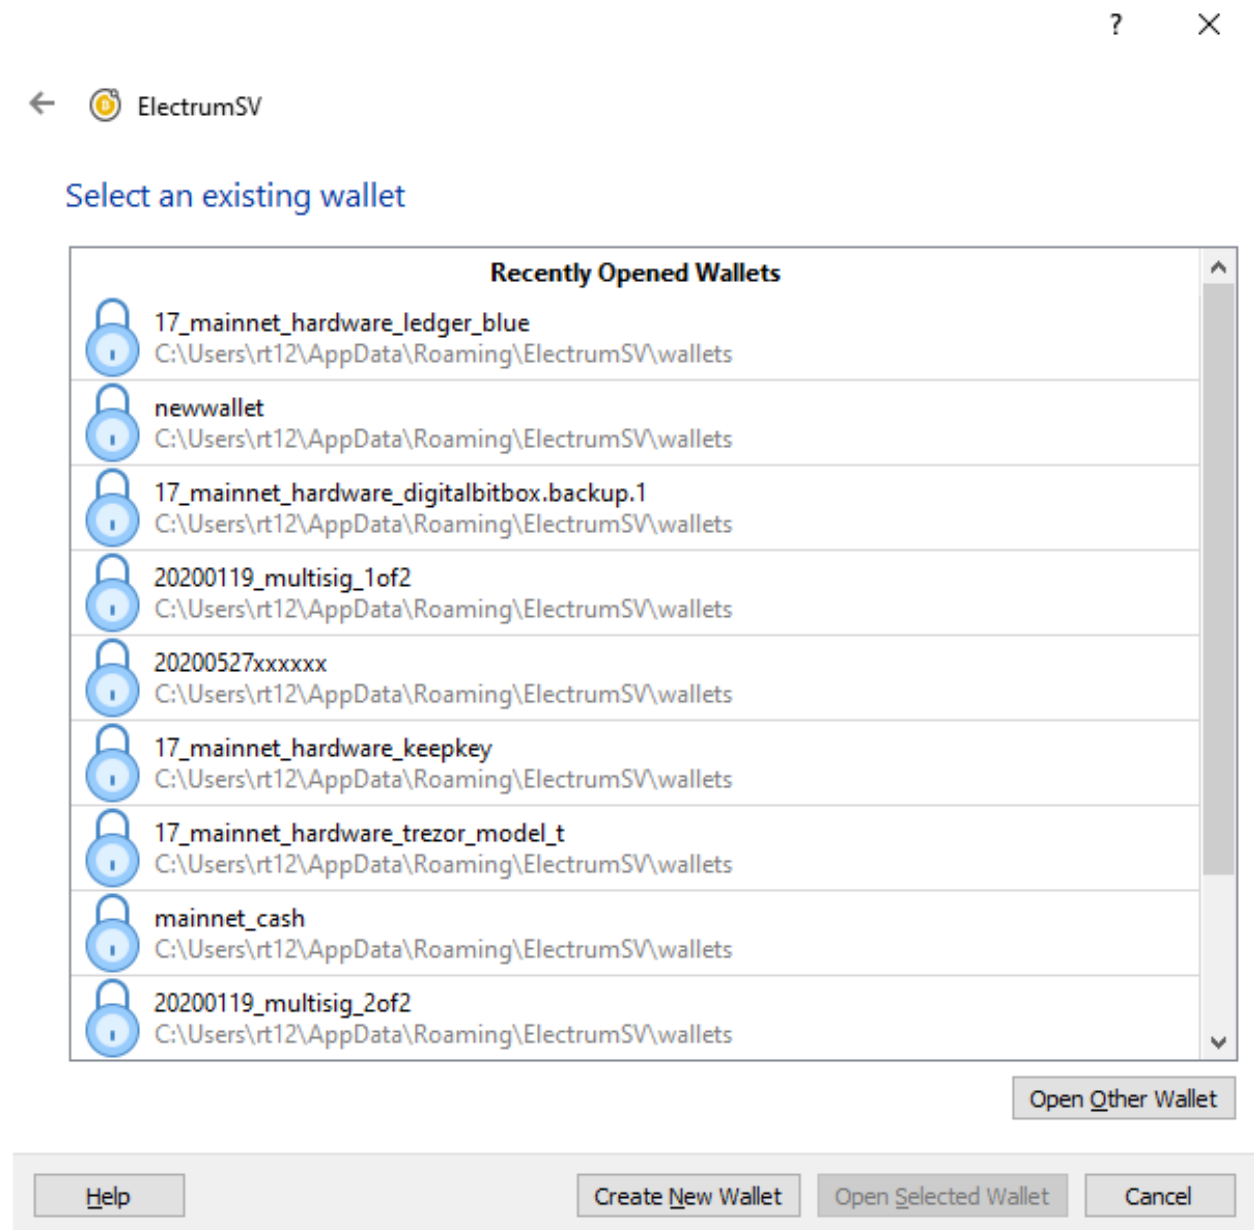 ?
ElectrumSV
Select an existing wallet
Recently Opened Wallets
17_mainnet_hardware_ledger_blue
C:\Users\rt12\AppData\Roaming\ElectrumSV\wallets
newwallet
C:\Users\rt12\AppData\Roaming\ElectrumSV\wallets
17_mainnet_hardware_digitalbitbox.backup.1
C:\Users\rt12\AppData\Roaming\ElectrumSV\wallets
20200119_multisig_1of2
C:\Users\rt12\AppData\Roaming\ElectrumSV\wallets
20200527xxxxxx
C:\Users\rt12\AppData\Roaming\ElectrumSV\wallets
17_mainnet_hardware_keepkey
C:\Users\rt12\AppData\Roaming\ElectrumSV\wallets
17_mainnet_hardware_trezor_model_t
C:\Users\rt12\AppData\Roaming\ElectrumSV\wallets
mainnet_cash
C:\Users\rt12\AppData\Roaming\ElectrumSV\wallets
20200119_multisig_2of2
C:\Users\rt12\AppData\Roaming\ElectrumSV\wallets
Open Other Wallet
Help Create New Wallet Open Selected Wallet Cancel